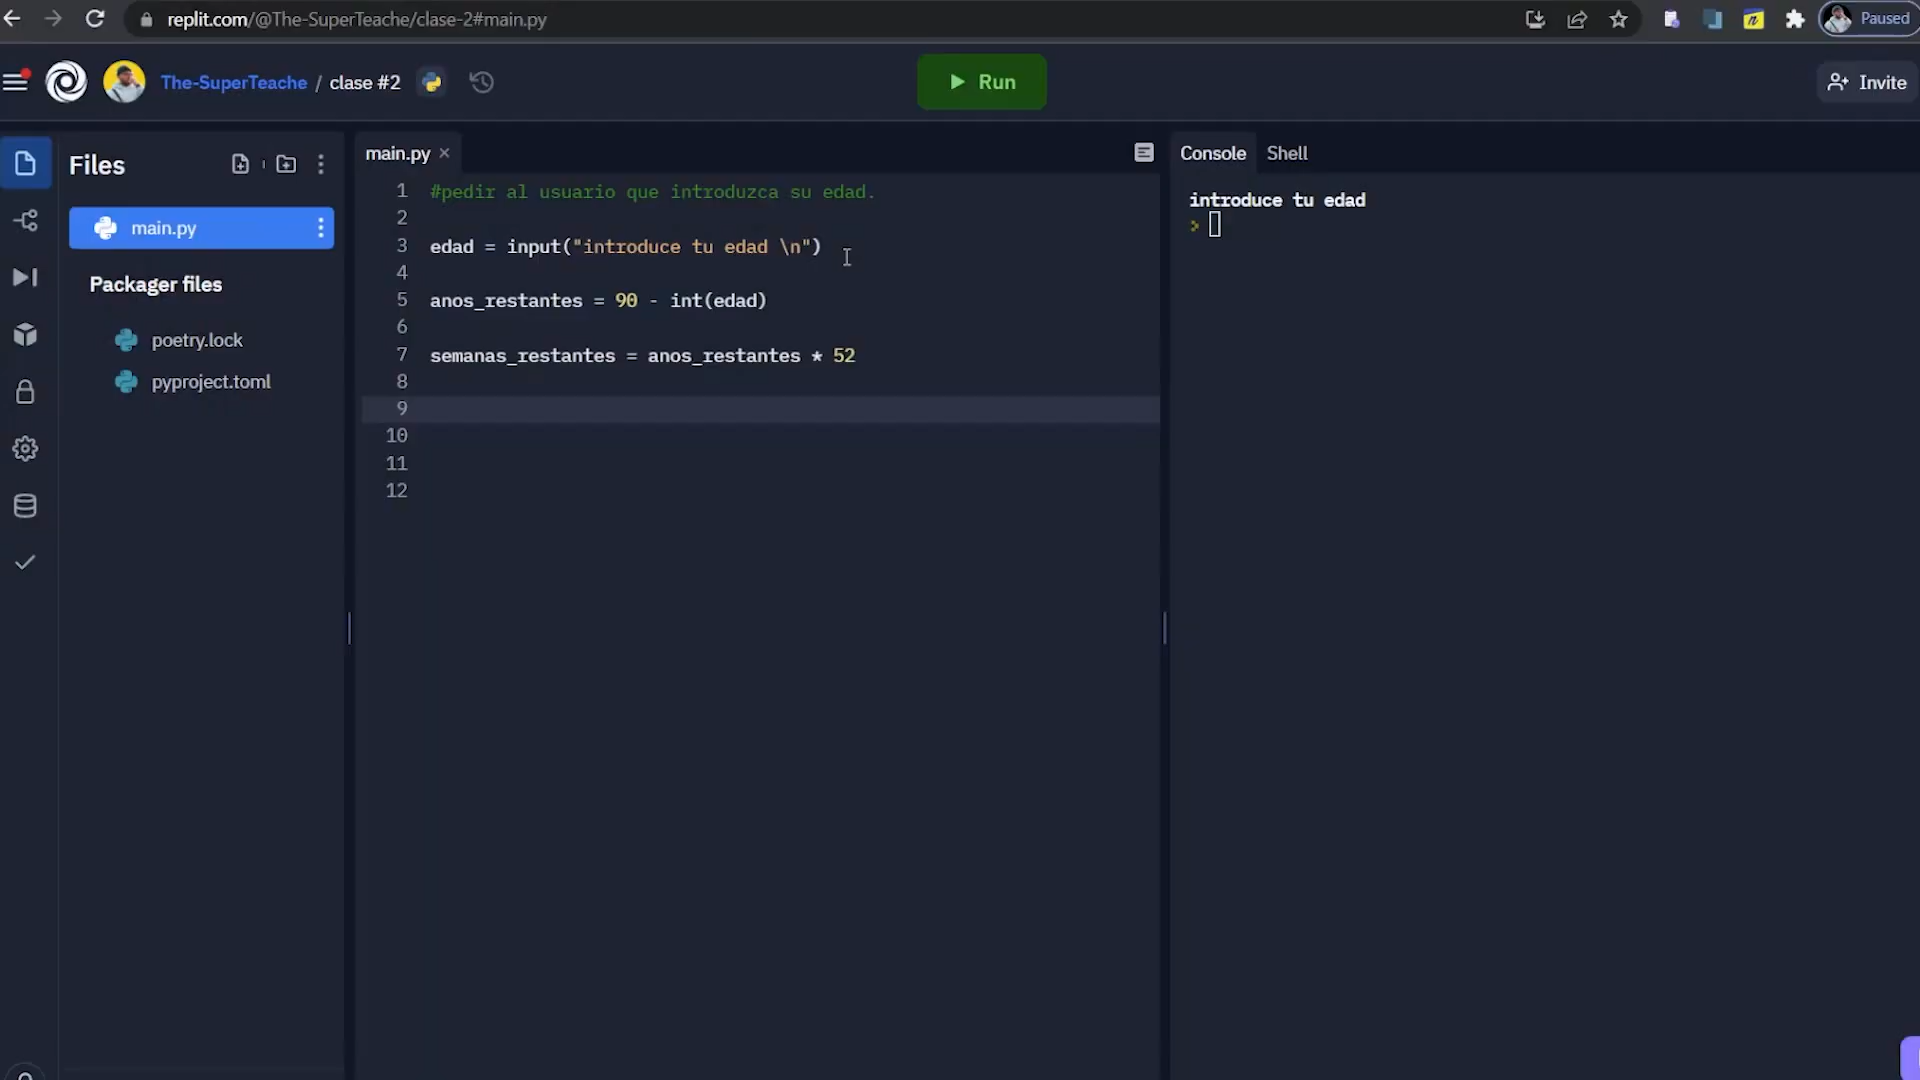 replit.com/@The-SuperTeache/clase-2#main.py
n
Paused
The-SuperTeache / clase #2
Run
Invite
Files
main.py
Packager files
poetry.lock
pyproject.toml
main.py
1 #pedir al usuario que introduzca su edad.
2
3 edad = input("introduce tu edad \n")
4
5 anos_restantes = 90 - int(edad)
6
7 semanas_restantes = anos_restantes * 52
8
9
10
11
12
Console Shell
introduce tu edad
>